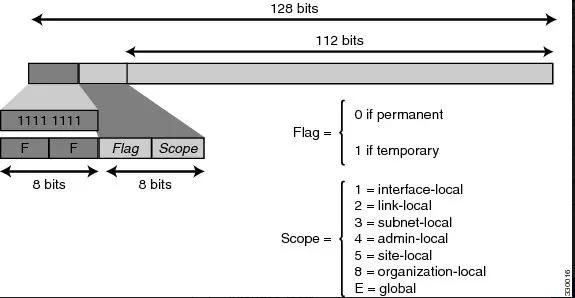 128 bits
112 bits
1111 1111
F F Flag Scope
8 bits 8 bits
Flag =
0 if permanent
1 if temporary
Scope =
1 = interface-local
2 = link-local
3 = subnet-local
4 = admin-local
5 = site-local
8 = organization-local
E = global
330016